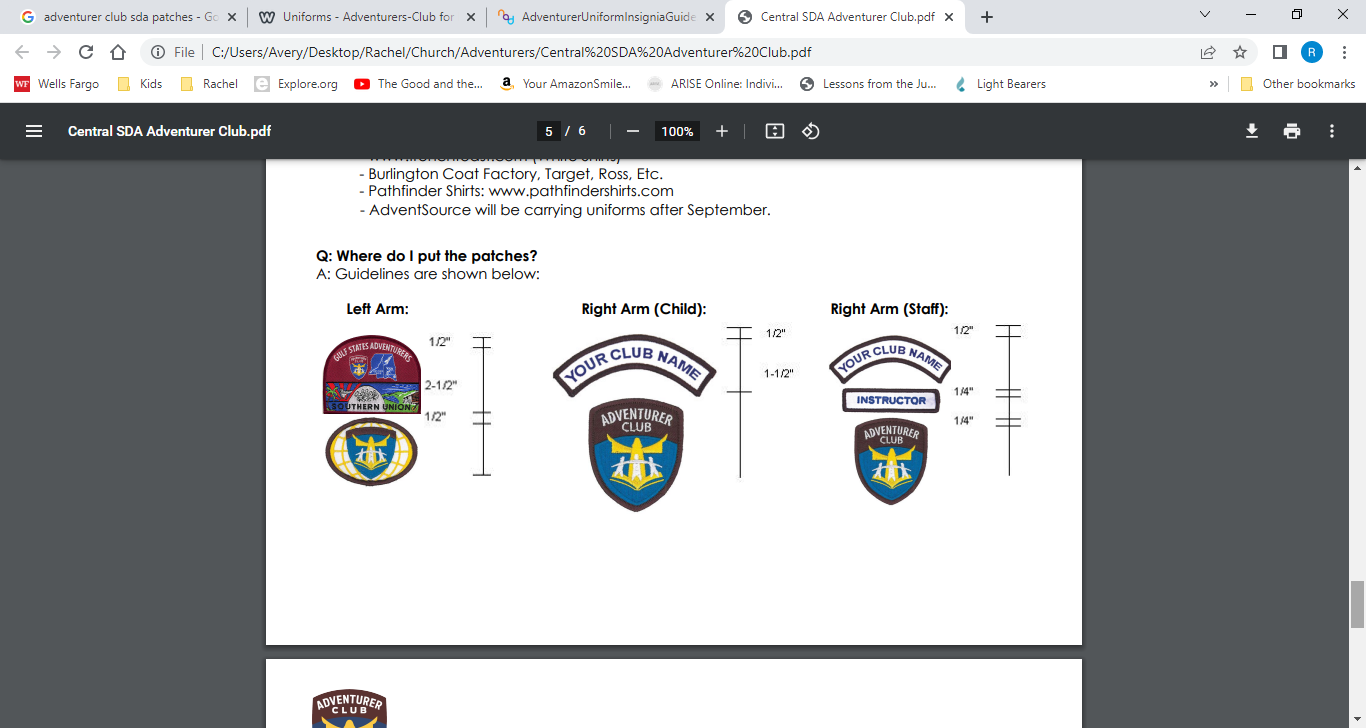 adventurer club sda patches - Go
Uniforms - Adventurers-Club for
AdventurerUniformInsigniaGuide
Central SDA Adventurer Club.pdf
File
C:/Users/Avery/Desktop/Rachel/Church/Adventurers/Central%20SDA%20Adventurer%20Club.pdf
R
WF Wells Fargo
Kids
Rachel
Explore.org
The Good and the...
a Your AmazonSmile...
ARISE Online: Indivi...
Lessons from the Ju...
Light Bearers
»
Other bookmarks
Central SDA Adventurer Club.pdf
5 / 6
100%
- Burlington Coat Factory, Target, Ross, Etc.
- Pathfinder Shirts: www.pathfindershirts.com
- AdventSource will be carrying uniforms after September.
Q: Where do I put the patches?
A: Guidelines are shown below:
Left Arm:
GULF STATES ADVENTURERS
SOUTHERN UNION
1/2"
2-1/2"
1/2"
Right Arm (Child):
YOUR CLUB NAME
ADVENTURER
CLUB
1/2"
1-1/2"
Right Arm (Staff):
YOUR CLUB NAME
INSTRUCTOR
ADVENTURER
CLUB
1/2"
1/4"
1/4"
ADVENTURER
CLUB